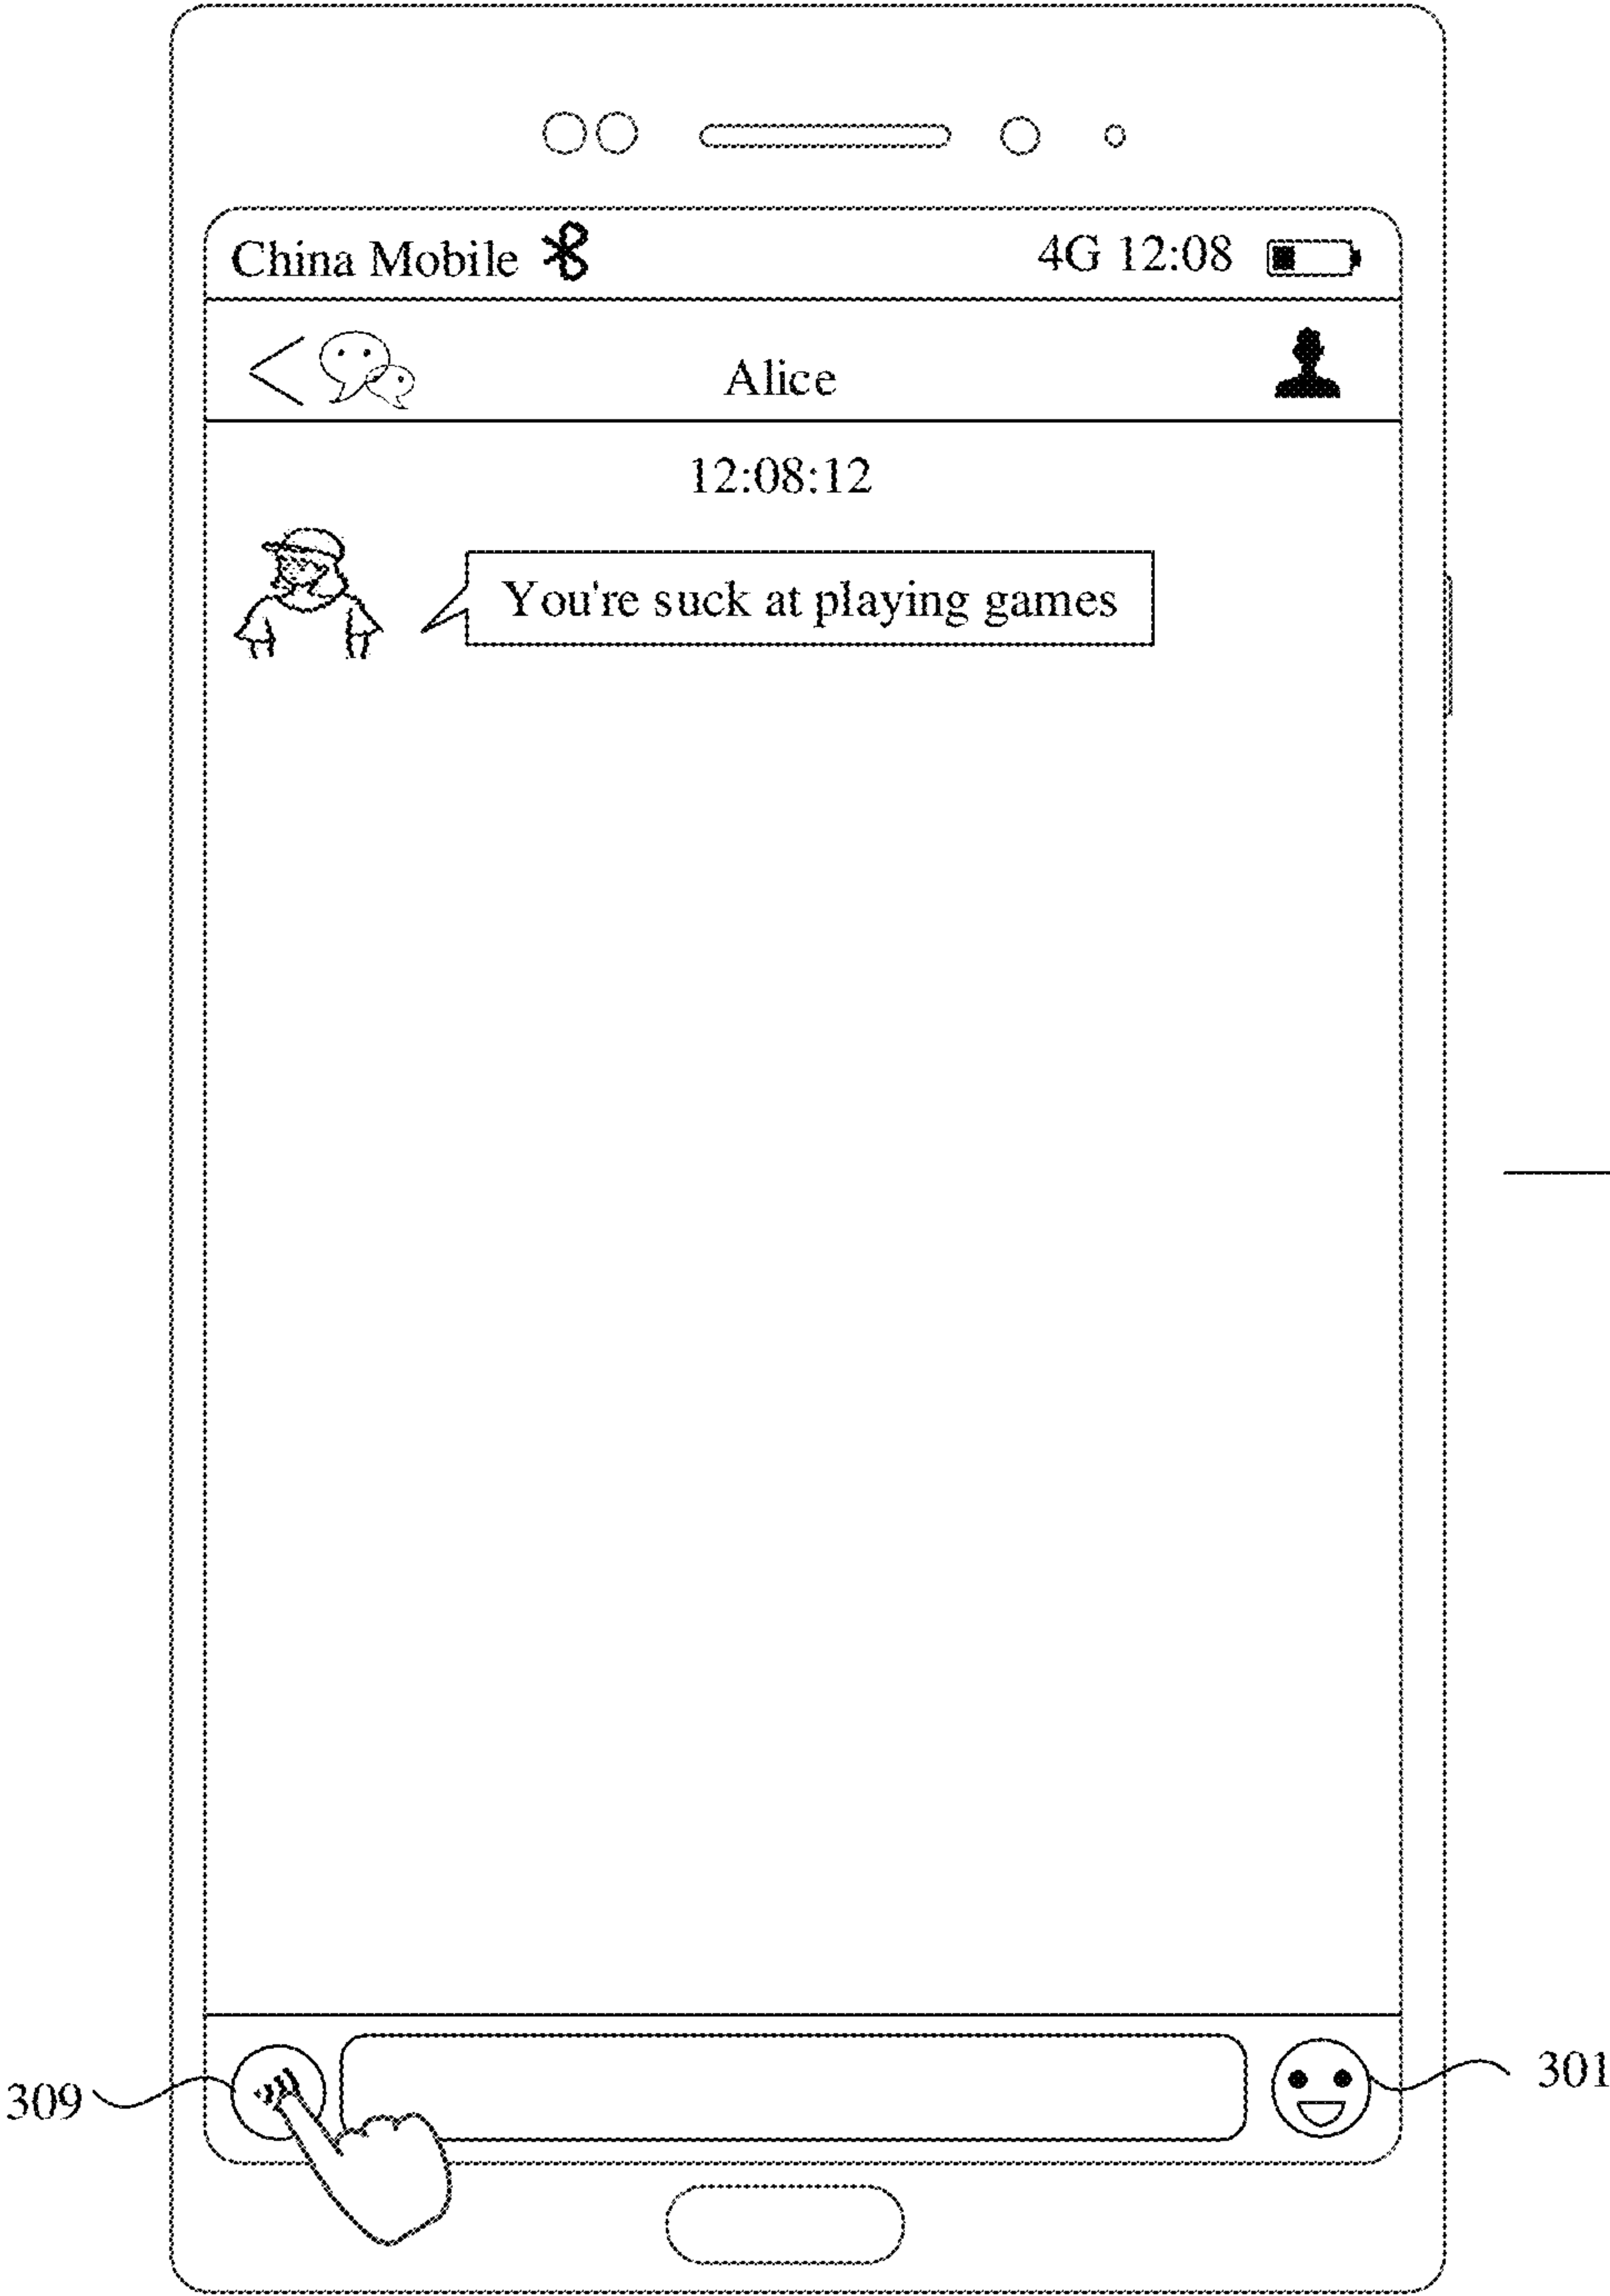 China Mobile 4G 12:08
Alice
12:08:12
You're suck at playing games
309
301